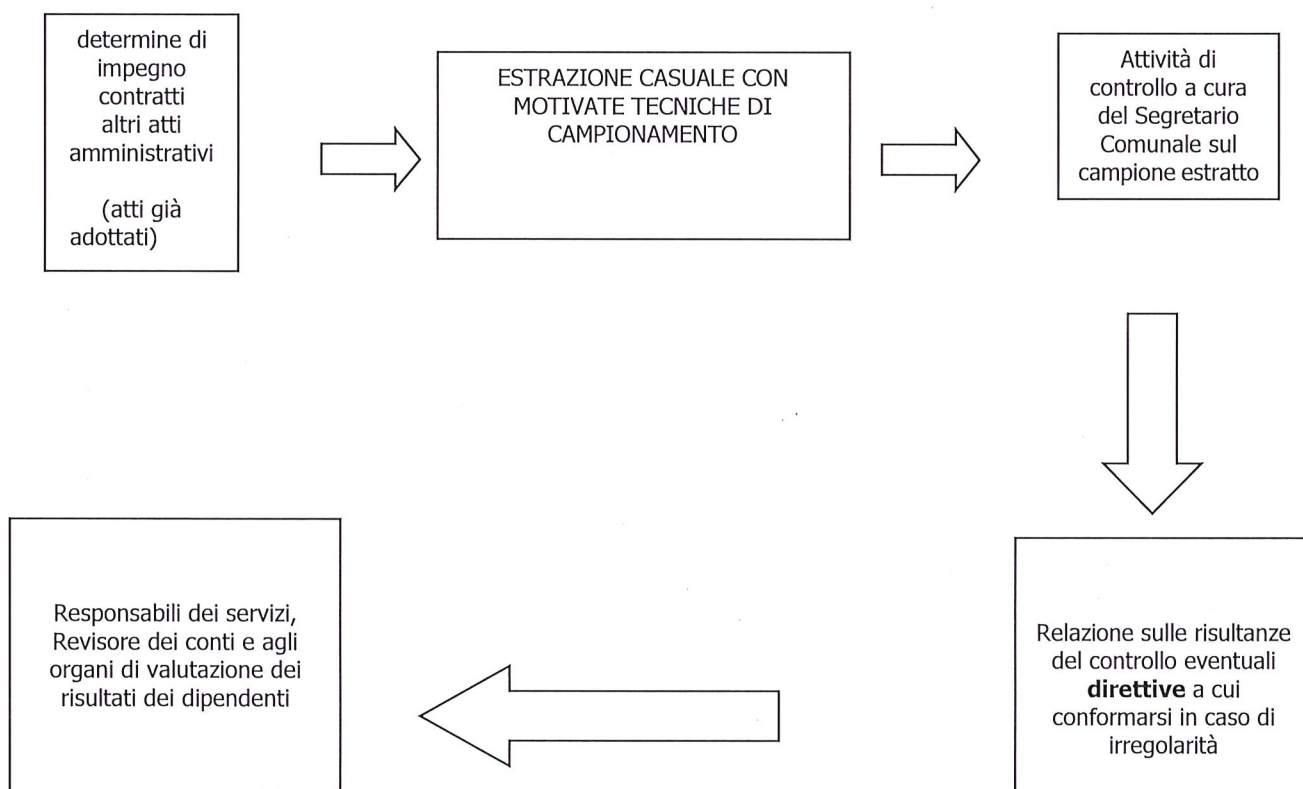 determine di
impegno
contratti
altri atti
amministrativi
(atti già
adottati)
ESTRAZIONE CASUALE CON
MOTIVATE TECNICHE DI
CAMPIONAMENTO
Attività di
controllo a cura
del Segretario
Comunale sul
campione estratto
Relazione sulle risultanze
del controllo eventuali
direttive a cui
conformarsi in caso di
irregolarità
Responsabili dei servizi,
Revisore dei conti e agli
organi di valutazione dei
risultati dei dipendenti